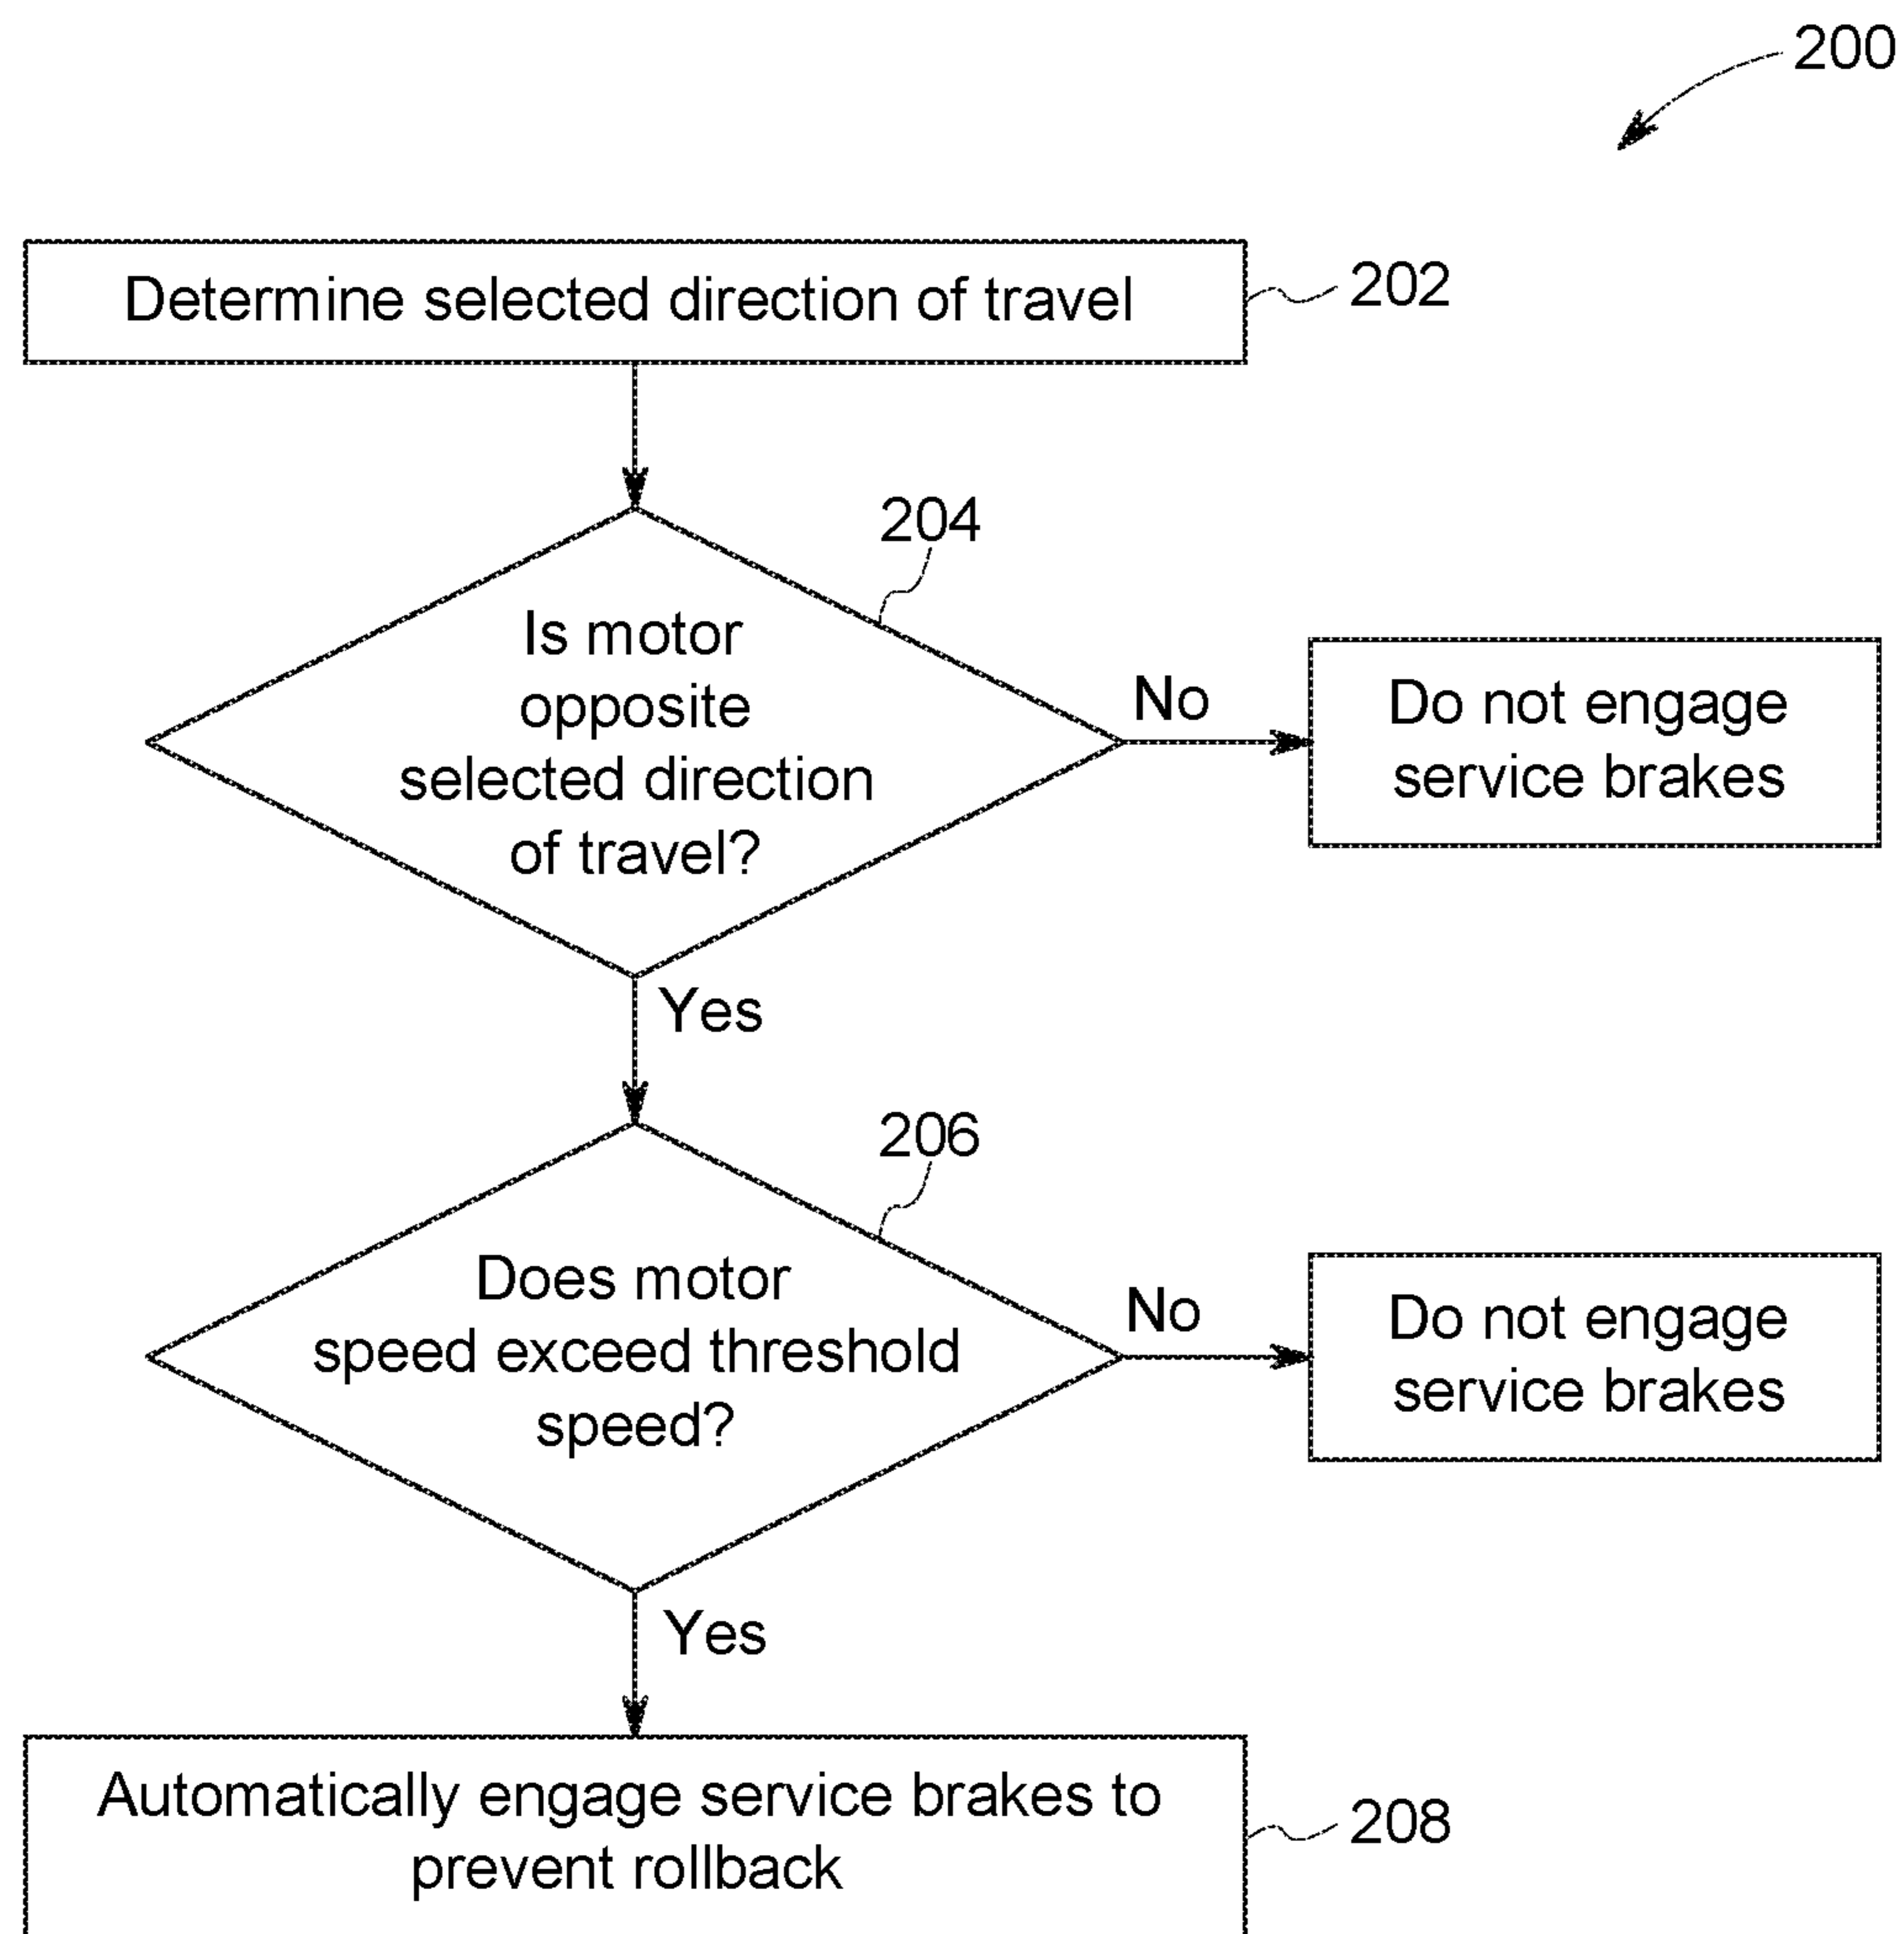 200
Determine selected direction of travel
202
204
Is motor
opposite
selected direction
of travel?
No
Do not engage
service brakes
Yes
206
Does motor
speed exceed threshold
speed?
No
Do not engage
service brakes
Yes
Automatically engage service brakes to
prevent rollback
208